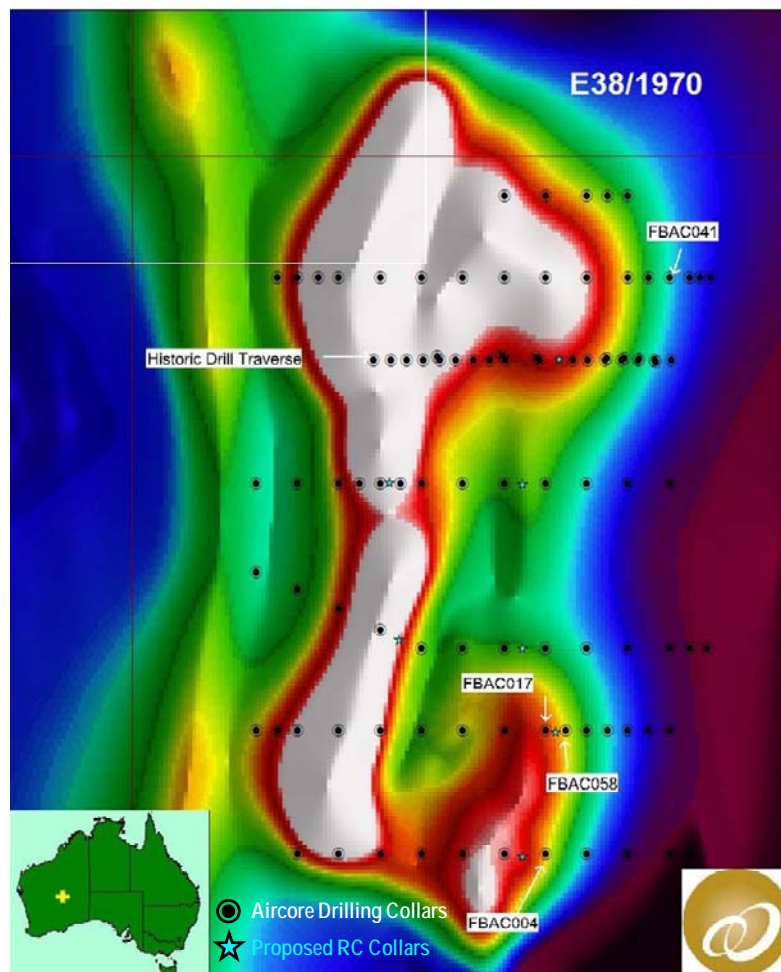 E38/1970
FBAC041
Historic Drill Traverse
FBAC017
FBAC058
FBAC004
Aircore Drilling Collars
Proposed RC Collars